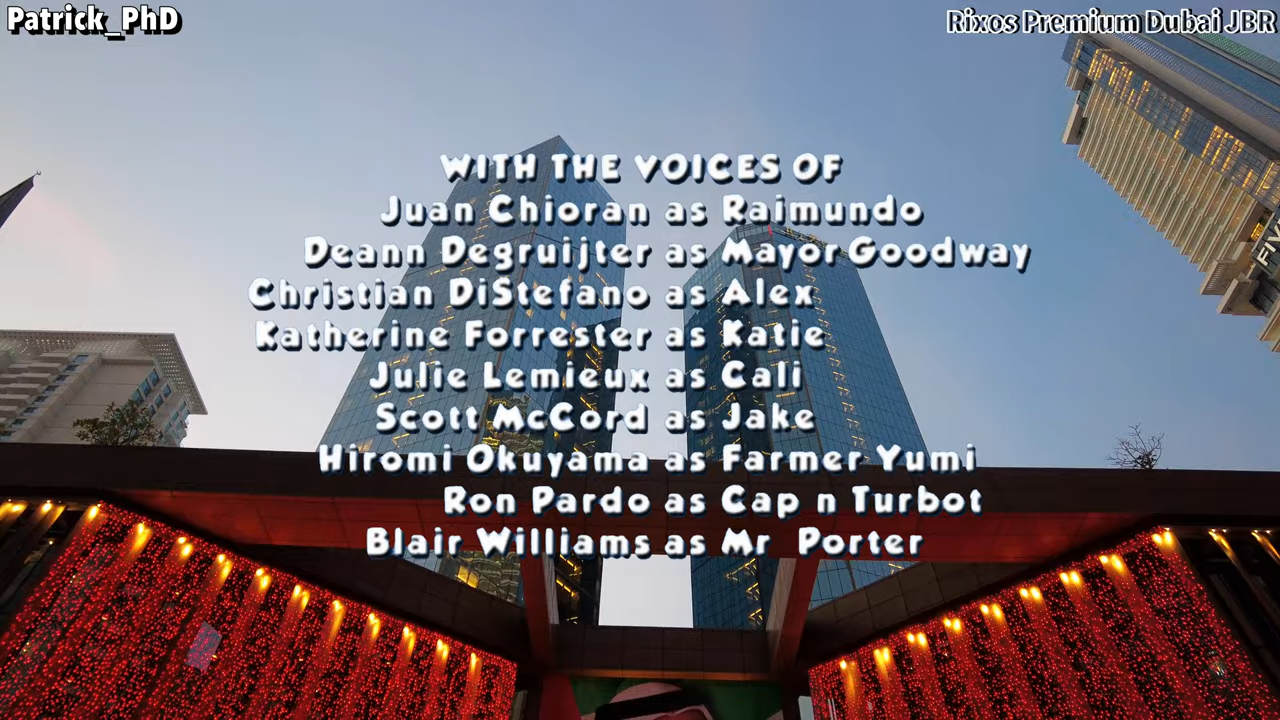 Patrick_PhD
Rixos Premium Dubai JBR
WITH THE VOICES OF
Juan Chioran as Raimundo
Deann Degruijter as Mayor Goodway
Christian DiStefano as Alex
Katherine Forrester as Katie
Julie Lemieux as Cali
Scott McCord as Jake
Hiromi Okuyama as Farmer Yumi
Ron Pardo as Cap n Turbot
Blair Williams as Mr Porter